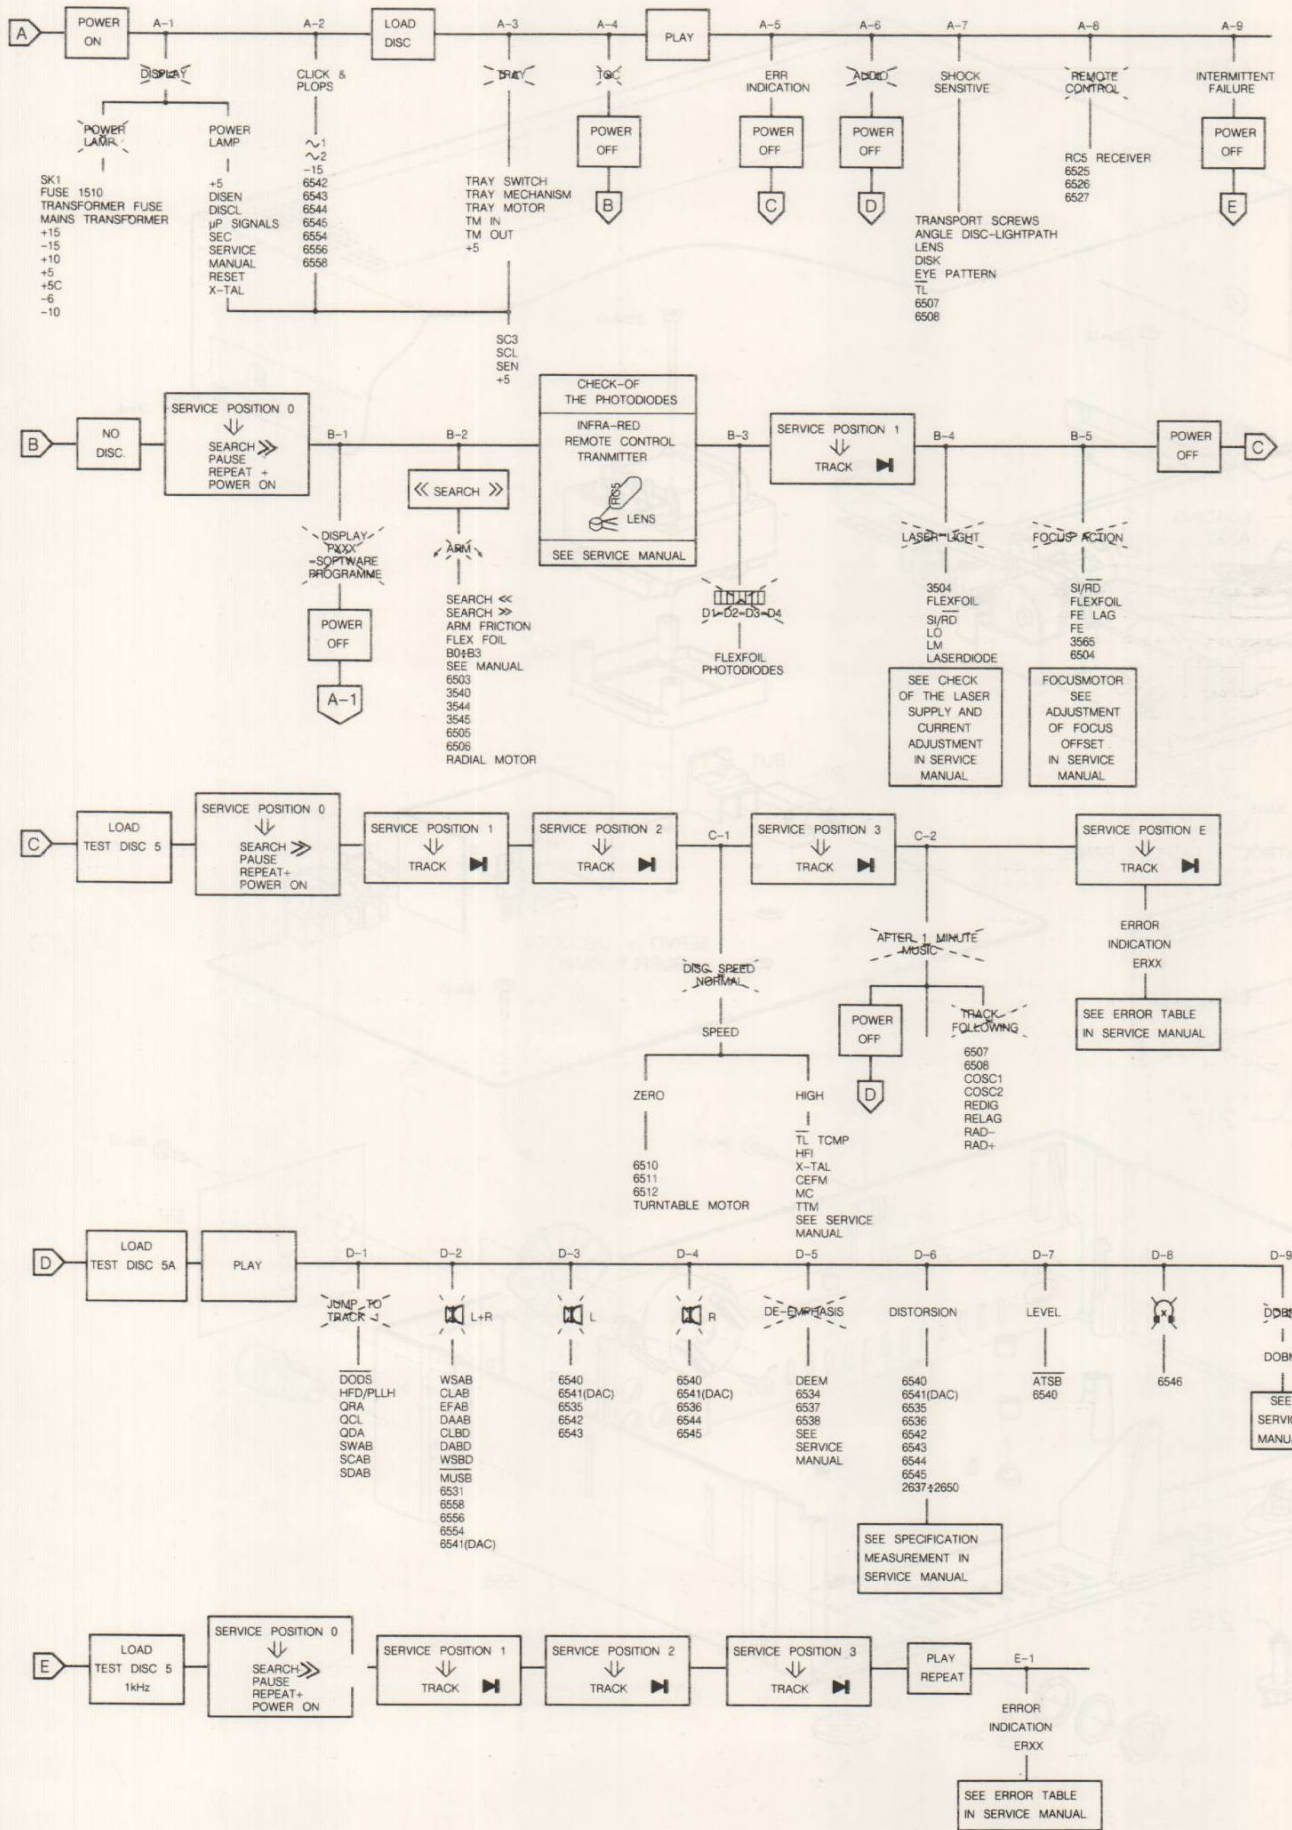 A
POWER
ON
A-1
A-2
LOAD
DISC
A-3
A-4
PLAY
A-5
A-6
A-7
A-8
A-9
DISPLAY
CLICK &
PLOPS
TRAY
TOC
ERR
INDICATION
AUDIO
SHOCK
SENSITIVE
REMOTE
CONTROL
INTERMITTENT
FAILURE
POWER
LAMP
POWER
LAMP
POWER
OFF
POWER
OFF
POWER
OFF
POWER
OFF
B
C
D
E
SK1
FUSE 1510
TRANSFORMER FUSE
MAINS TRANSFORMER
+15
-15
+10
+5
+5C
-6
-10
+5
DISEN
DISCL
µP SIGNALS
SEC
SERVICE
MANUAL
RESET
X-TAL
∿1
∿2
-15
6542
6543
6544
6545
6554
6556
6558
TRAY SWITCH
TRAY MECHANISM
TRAY MOTOR
TM IN
TM OUT
+5
SC3
SCL
SEN
+5
TRANSPORT SCREWS
ANGLE DISC-LIGHTPATH
LENS
DISK
EYE PATTERN
T̅L̅
6507
6508
RC5 RECEIVER
6525
6526
6527
B
NO
DISC.
SERVICE POSITION 0
⇓
SEARCH ≫
PAUSE
REPEAT +
POWER ON
B-1
B-2
CHECK-OF
THE PHOTODIODES
INFRA-RED
REMOTE CONTROL
TRANMITTER
RC5
LENS
SEE SERVICE MANUAL
B-3
SERVICE POSITION 1
⇓
TRACK ▶|
B-4
B-5
POWER
OFF
C
DISPLAY
PXXX
=SOFTWARE
PROGRAMME
POWER
OFF
A-1
≪ SEARCH ≫
ARM
SEARCH ≪
SEARCH ≫
ARM FRICTION
FLEX FOIL
B0÷B3
SEE MANUAL
6503
3540
3544
3545
6505
6506
RADIAL MOTOR
D1=D2=D3=D4
FLEXFOIL
PHOTODIODES
LASER-LIGHT
3504
FLEXFOIL
SI/R̅D̅
LO
LM
LASERDIODE
SEE CHECK
OF THE LASER
SUPPLY AND
CURRENT
ADJUSTMENT
IN SERVICE
MANUAL
FOCUS ACTION
SI/R̅D̅
FLEXFOIL
FE LAG
FE
3565
6504
FOCUSMOTOR
SEE
ADJUSTMENT
OF FOCUS
OFFSET
IN SERVICE
MANUAL
C
LOAD
TEST DISC 5
SERVICE POSITION 0
⇓
SEARCH ≫
PAUSE
REPEAT+
POWER ON
SERVICE POSITION 1
⇓
TRACK ▶|
SERVICE POSITION 2
⇓
TRACK ▶|
C-1
SERVICE POSITION 3
⇓
TRACK ▶|
C-2
SERVICE POSITION E
⇓
TRACK ▶|
DISC SPEED
NORMAL
SPEED
ZERO
6510
6511
6512
TURNTABLE MOTOR
HIGH
T̅L̅ TCMP
HFI
X-TAL
CEFM
MC
TTM
SEE SERVICE
MANUAL
AFTER 1 MINUTE
MUSIC
POWER
OFF
D
TRACK
FOLLOWING
6507
6508
COSC1
COSC2
REDIG
RELAG
RAD-
RAD+
ERROR
INDICATION
ERXX
SEE ERROR TABLE
IN SERVICE MANUAL
D
LOAD
TEST DISC 5A
PLAY
D-1
D-2
D-3
D-4
D-5
D-6
D-7
D-8
D-9
JUMP TO
TRACK
L+R
L
R
DE-EMPHASIS
DISTORSION
LEVEL
D̅O̅D̅S̅
HFD/PLLH
QRA
QCL
QDA
SWAB
SCAB
SDAB
WSAB
CLAB
EFAB
DAAB
CLBD
DABD
WSBD
M̅U̅S̅B̅
6531
6558
6556
6554
6541(DAC)
6540
6541(DAC)
6535
6542
6543
6540
6541(DAC)
6536
6544
6545
DEEM
6534
6537
6538
SEE
SERVICE
MANUAL
6540
6541(DAC)
6535
6536
6542
6543
6544
6545
2637÷2650
SEE SPECIFICATION
MEASUREMENT IN
SERVICE MANUAL
A̅T̅S̅B̅
6540
6546
DOBM
SEE
SERVIC
MANUA
E
LOAD
TEST DISC 5
1kHz
SERVICE POSITION 0
⇓
SEARCH ≫
PAUSE
REPEAT+
POWER ON
SERVICE POSITION 1
⇓
TRACK ▶|
SERVICE POSITION 2
⇓
TRACK ▶|
SERVICE POSITION 3
⇓
TRACK ▶|
PLAY
REPEAT
E-1
ERROR
INDICATION
ERXX
SEE ERROR TABLE
IN SERVICE MANUAL